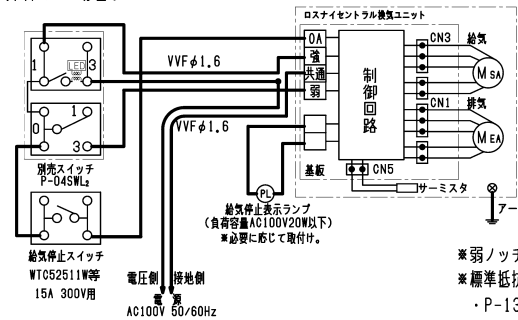 ロスナイセントラル換気ユニット
OA
強
共通
弱
制御回路
基板
CN3
給気
M SA
CN1
排気
M EA
CN5
サーミスタ
アー
VVFφ1.6
VVFφ1.6
1
3
LED
0
1
3
別売スイッチ
P-04SWL₂
給気停止スイッチ
WTC52511W等
15A 300V用
PL
給気停止表示ランプ
(負荷容量AC100V20W以下)
※必要に応じて取付け。
電圧側
接地側
電源
AC100V 50/60Hz
※弱ノッチ
※標準抵抗
・P-13